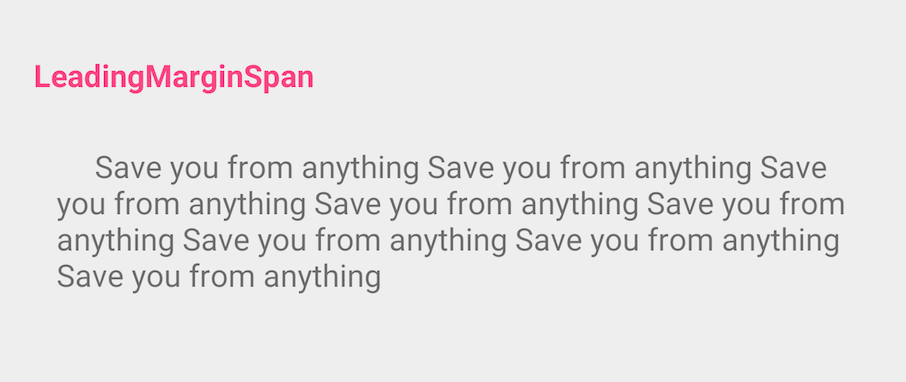 LeadingMarginSpan
Save you from anything Save you from anything Save
you from anything Save you from anything Save you from
anything Save you from anything Save you from anything
Save you from anything